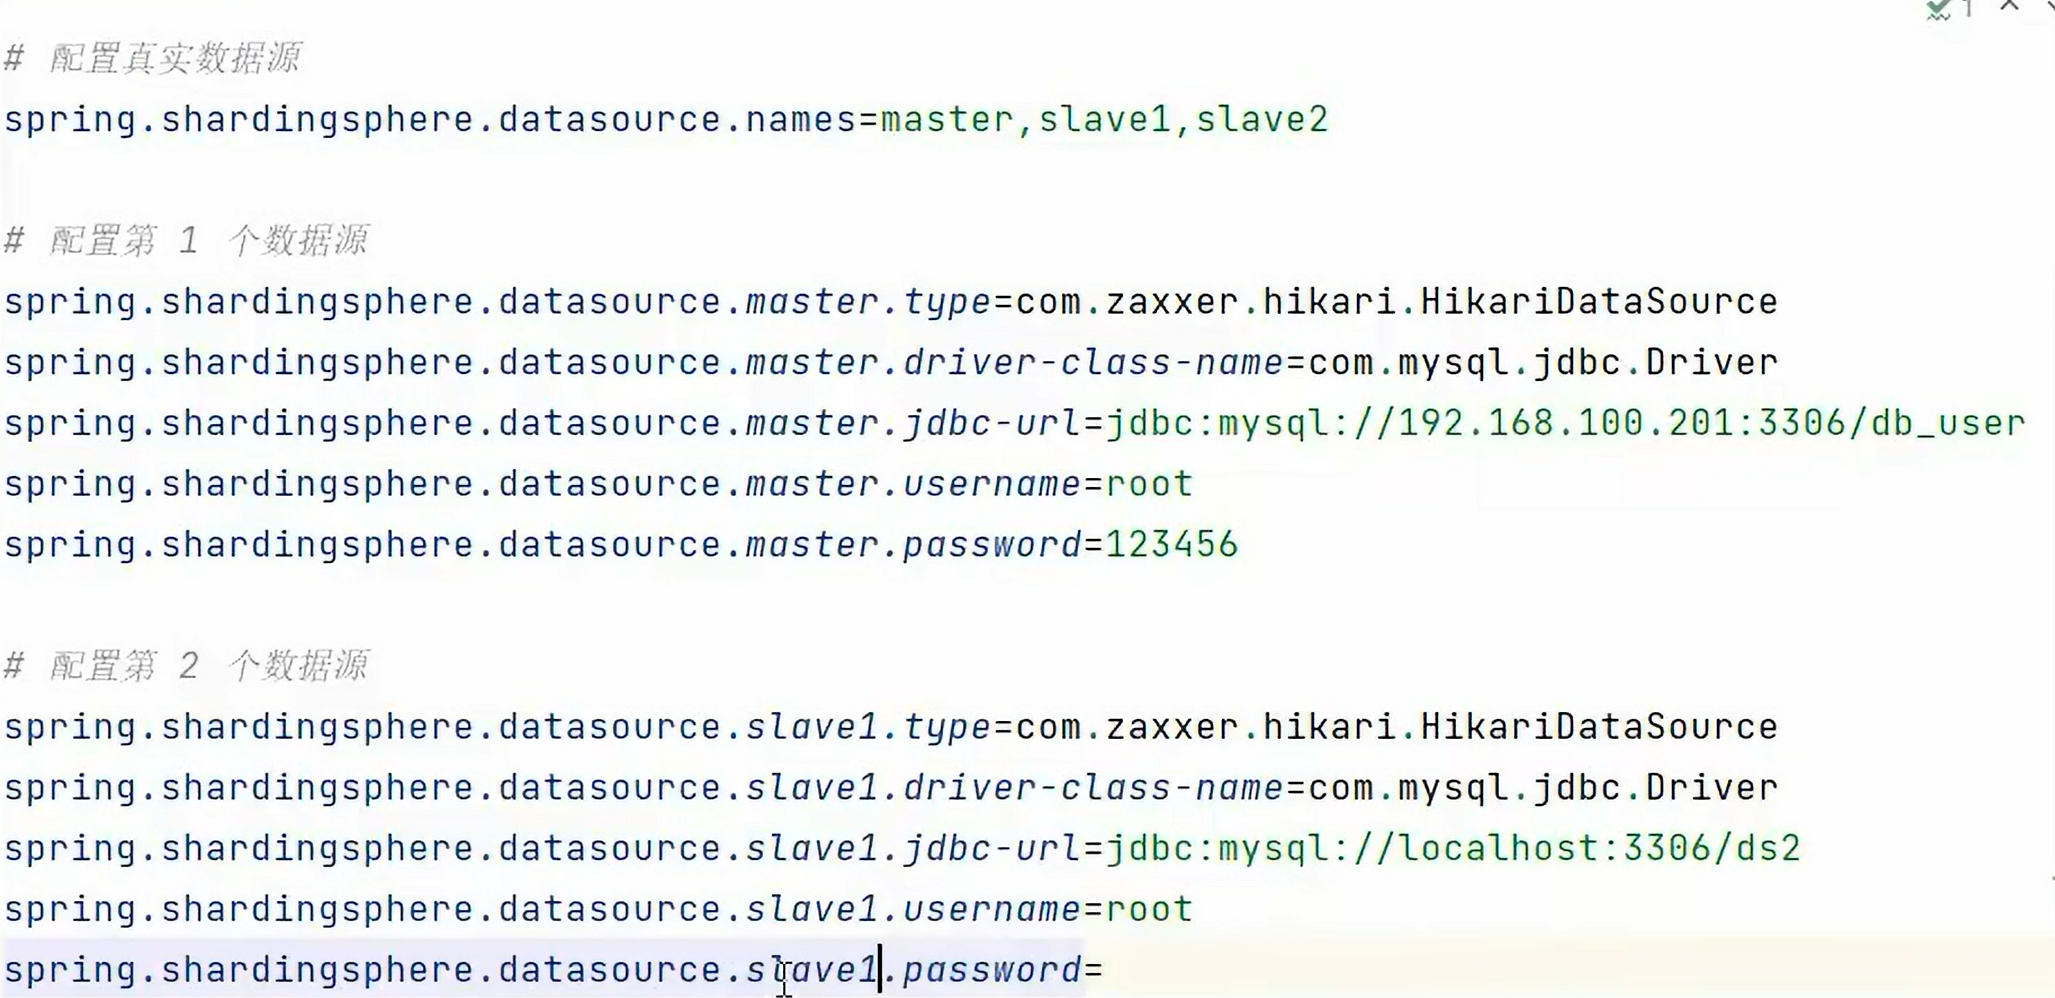 1
# 配置真实数据源
spring.shardingsphere.datasource.names=master,slave1,slave2
# 配置第 1 个数据源
spring.shardingsphere.datasource.master.type=com.zaxxer.hikari.HikariDataSource
spring.shardingsphere.datasource.master.driver-class-name=com.mysql.jdbc.Driver
spring.shardingsphere.datasource.master.jdbc-url=jdbc:mysql://192.168.100.201:3306/db_user
spring.shardingsphere.datasource.master.username=root
spring.shardingsphere.datasource.master.password=123456
# 配置第 2 个数据源
spring.shardingsphere.datasource.slave1.type=com.zaxxer.hikari.HikariDataSource
spring.shardingsphere.datasource.slave1.driver-class-name=com.mysql.jdbc.Driver
spring.shardingsphere.datasource.slave1.jdbc-url=jdbc:mysql://localhost:3306/ds2
spring.shardingsphere.datasource.slave1.username=root
spring.shardingsphere.datasource.slave1.password=